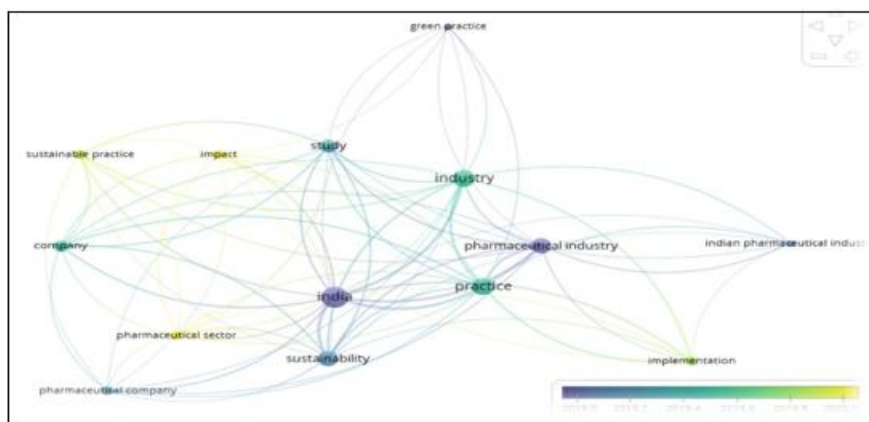 green practice
study
sustainable practice
impact
industry
company
pharmaceutical industry
indian pharmaceutical indust
india
practice
pharmaceutical sector
sustainability
implementation
pharmaceutical company